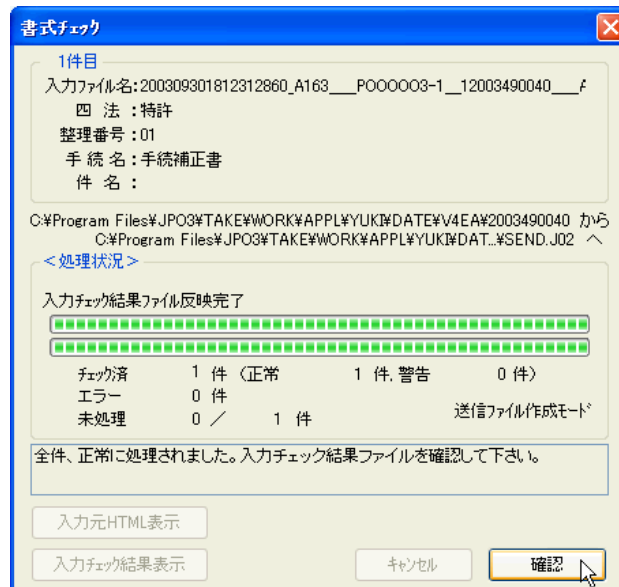 書式ﾁｪｯｸ
1件目
入力ﾌｧｲﾙ名:200309301812312860_A163___POOOOO3-1__12003490040___A
四 法:特許
整理番号:01
手 続 名:手続補正書
件 名:
C:¥Program Files¥JPO3¥TAKE¥WORK¥APPL¥YUKI¥DATE¥V4EA¥2003490040 から
C:¥Program Files¥JPO3¥TAKE¥WORK¥APPL¥YUKI¥DAT...¥SEND.J02 へ
<処理状況>
入力ﾁｪｯｸ結果ﾌｧｲﾙ反映完了
ﾁｪｯｸ済 1 件 (正常 1 件,警告 0 件)
エラー 0 件
未処理 0 / 1 件
送信ﾌｧｲﾙ作成ﾓｰﾄﾞ
全件、正常に処理されました。入力チェック結果ファイルを確認して下さい。
入力元HTML表示
入力ﾁｪｯｸ結果表示
ｷｬﾝｾﾙ
確認